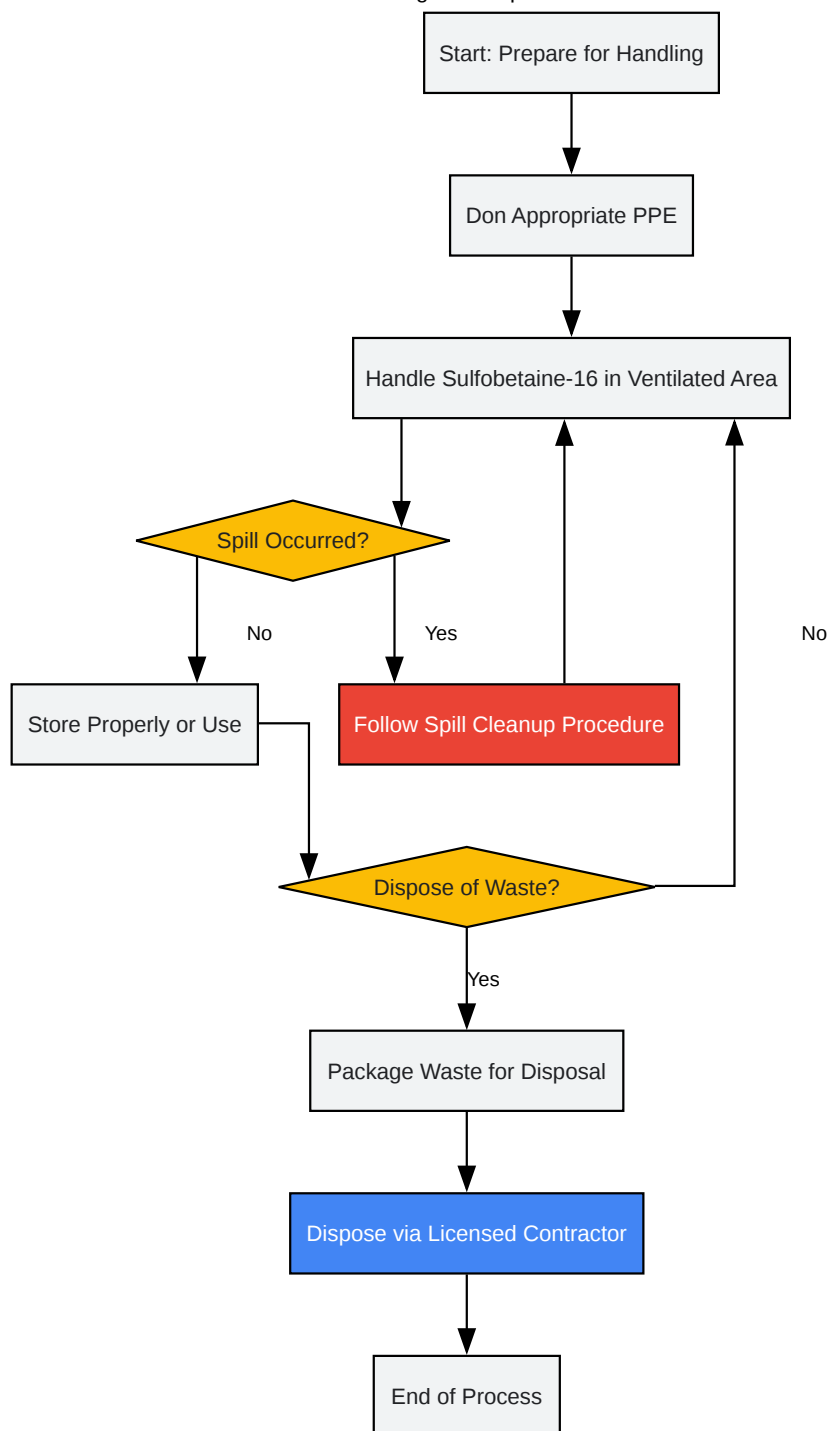 Start: Prepare for Handling
Don Appropriate PPE
Handle Sulfobetaine-16 in Ventilated Area
Spill Occurred?
No
Yes
No
Store Properly or Use
Follow Spill Cleanup Procedure
Dispose of Waste?
Yes
Package Waste for Disposal
Dispose via Licensed Contractor
End of Process